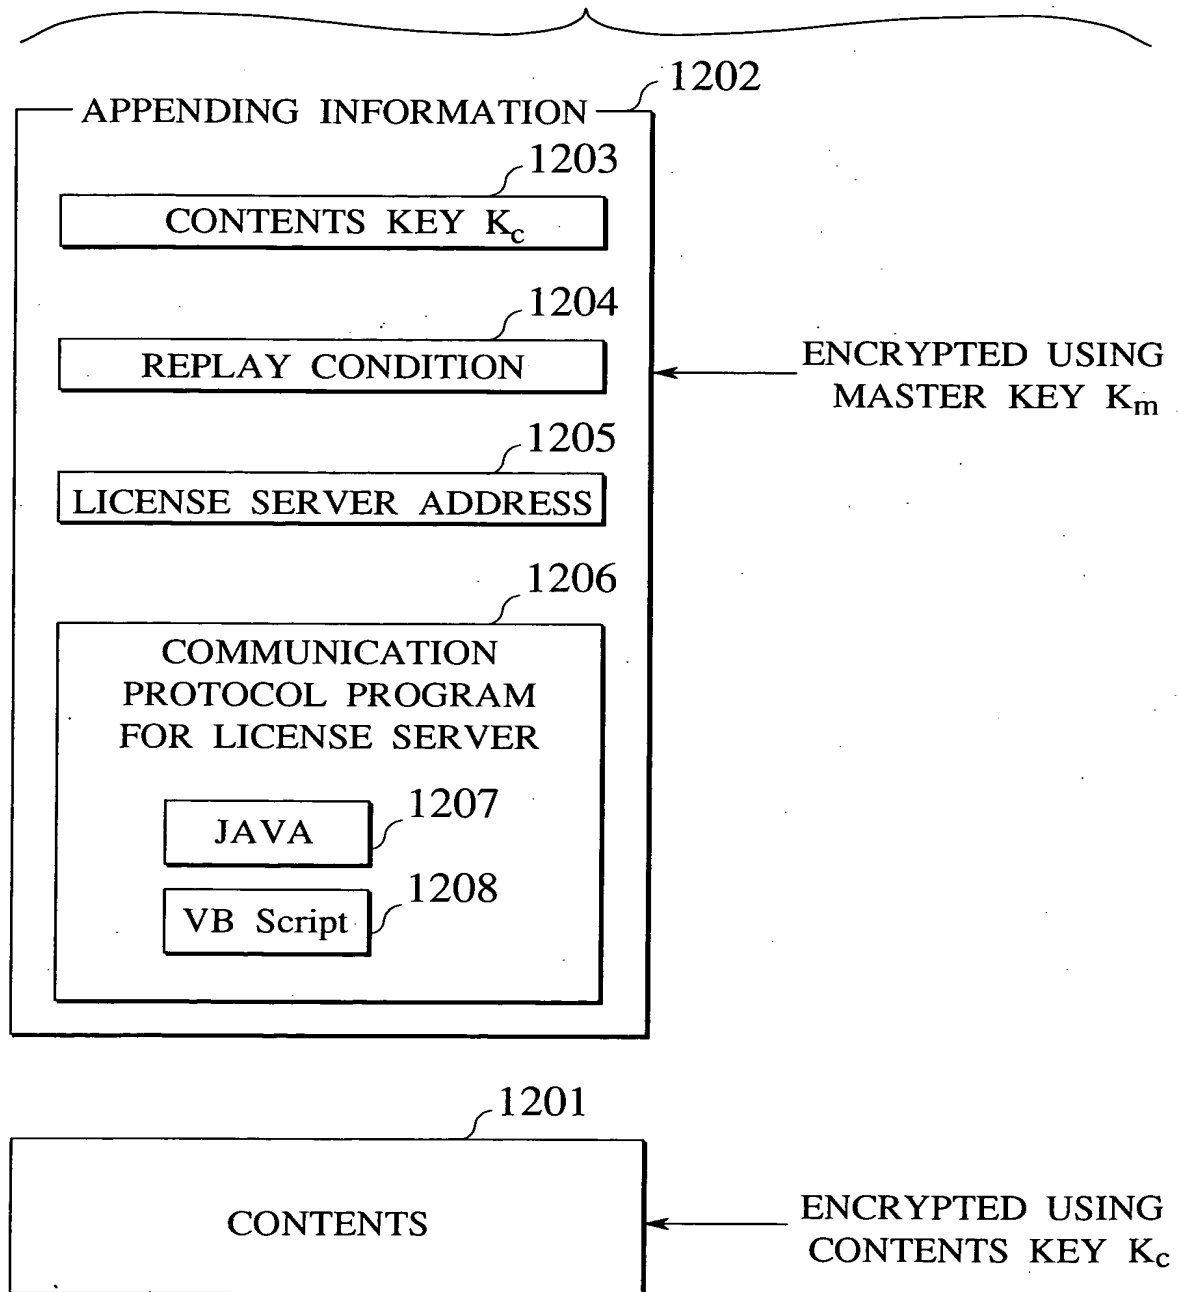 1202
APPENDING INFORMATION
1203
CONTENTS KEY Kc
1204
REPLAY CONDITION
ENCRYPTED USING
MASTER KEY Km
1205
LICENSE SERVER ADDRESS
1206
COMMUNICATION
PROTOCOL PROGRAM
FOR LICENSE SERVER
1207
JAVA
1208
VB Script
1201
CONTENTS
ENCRYPTED USING
CONTENTS KEY Kc